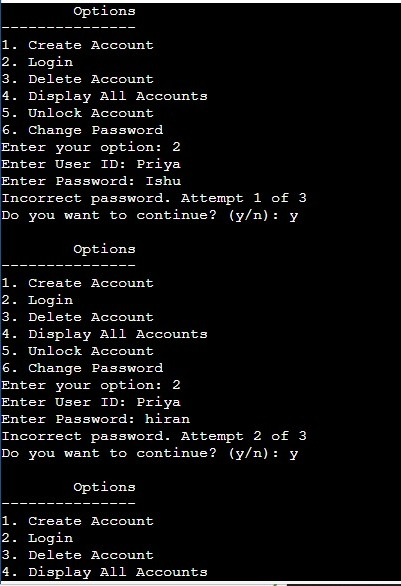 Options
---------------
1. Create Account
2. Login
3. Delete Account
4. Display All Accounts
5. Unlock Account
6. Change Password
Enter your option: 2
Enter User ID: Priya
Enter Password: Ishu
Incorrect password. Attempt 1 of 3
Do you want to continue? (y/n): y
Options
---------------
1. Create Account
2. Login
3. Delete Account
4. Display All Accounts
5. Unlock Account
6. Change Password
Enter your option: 2
Enter User ID: Priya
Enter Password: hiran
Incorrect password. Attempt 2 of 3
Do you want to continue? (y/n): y
Options
---------------
1. Create Account
2. Login
3. Delete Account
4. Display All Accounts